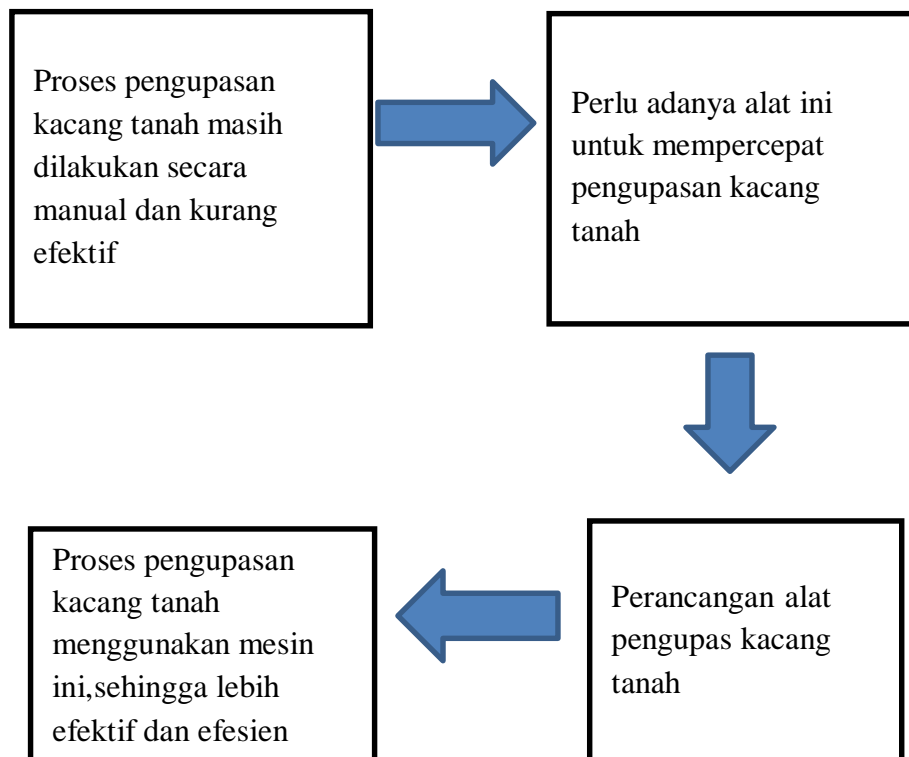 Proses pengupasan
kacang tanah masih
dilakukan secara
manual dan kurang
efektif
Perlu adanya alat ini
untuk mempercepat
pengupasan kacang
tanah
Perancangan alat
pengupas kacang
tanah
Proses pengupasan
kacang tanah
menggunakan mesin
ini,sehingga lebih
efektif dan efesien